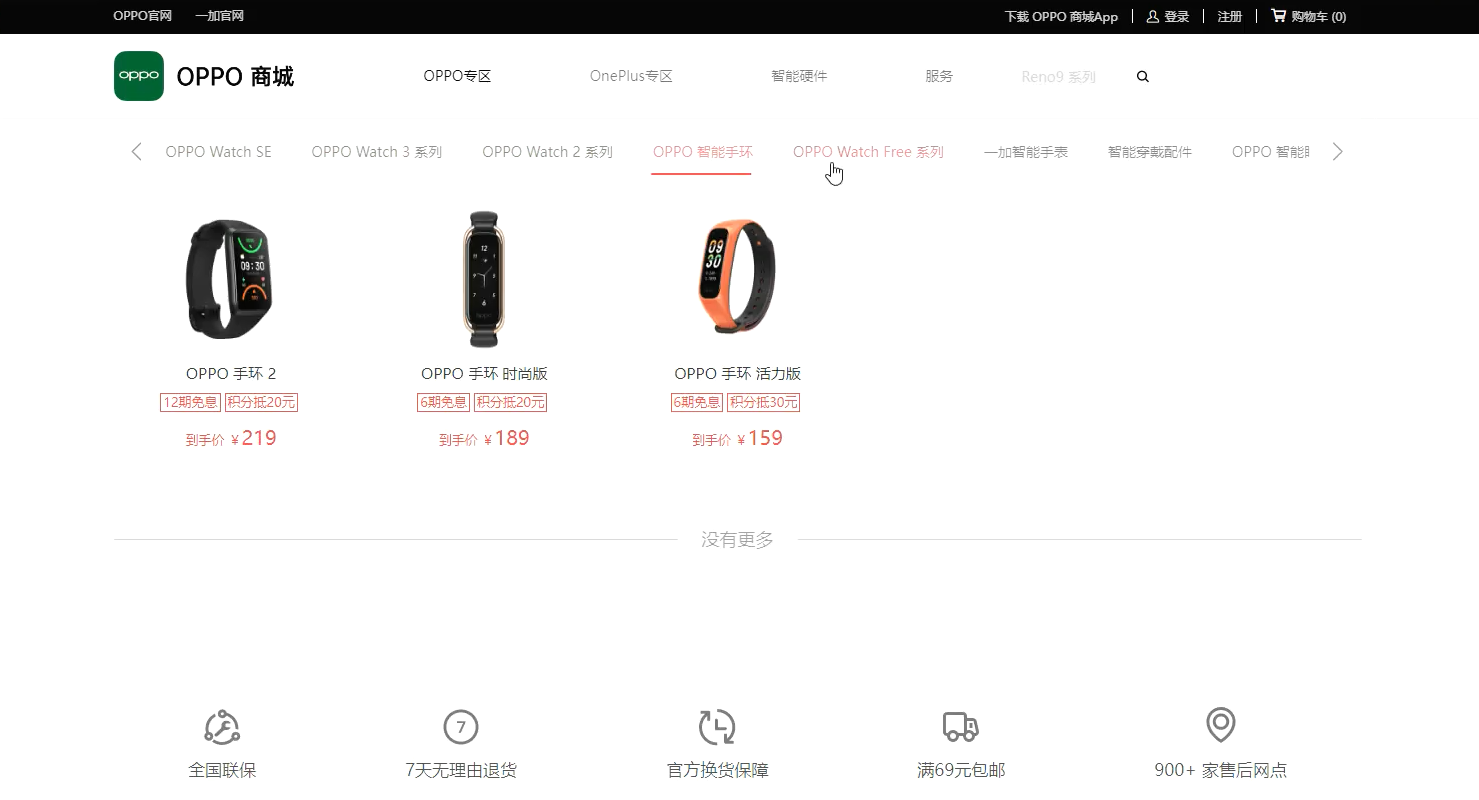 OPPO官网 一加官网 下载 OPPO 商城App 登录 注册 购物车 (0)
oppo OPPO 商城 OPPO专区 OnePlus专区 智能硬件 服务 Reno9 系列
OPPO Watch SE OPPO Watch 3 系列 OPPO Watch 2 系列 OPPO 智能手环 OPPO Watch Free 系列 一加智能手表 智能穿戴配件 OPPO 智能
09:30
12
09
30
OPPO 手环 2 OPPO 手环 时尚版 OPPO 手环 活力版
12期免息 积分抵20元 6期免息 积分抵20元 6期免息 积分抵30元
到手价 ¥219 到手价 ¥189 到手价 ¥159
没有更多
7
全国联保 7天无理由退货 官方换货保障 满69元包邮 900+ 家售后网点